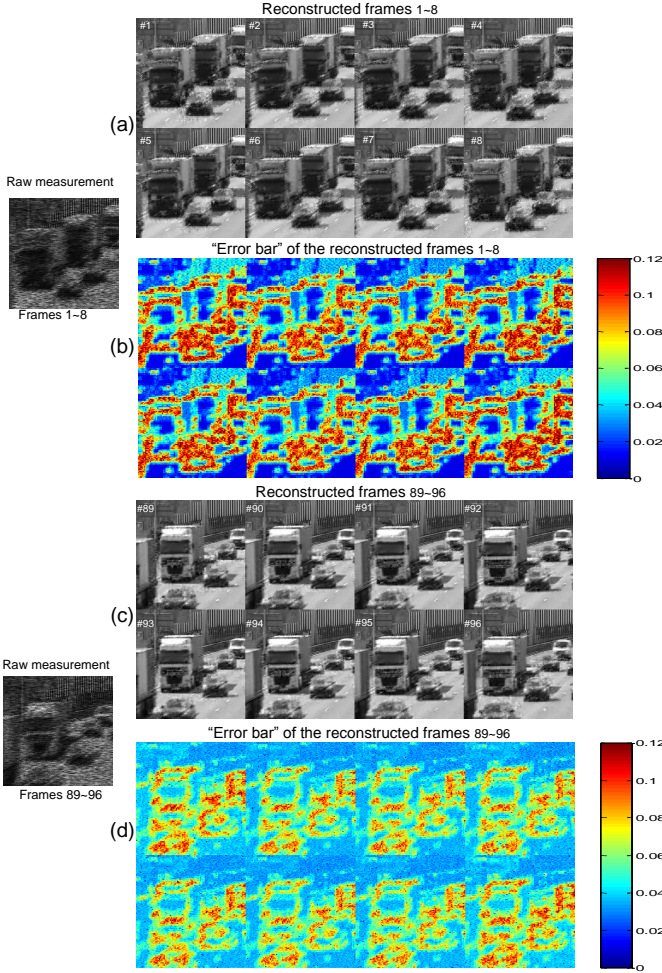 Reconstructed frames 1~8
#1
#2
#3
#4
(a)
#5
#6
#7
#8
Raw measurement
Frames 1~8
“Error bar” of the reconstructed frames 1~8
(b)
0.12
0.1
0.08
0.06
0.04
0.02
0
Reconstructed frames 89~96
#89
#90
#91
#92
(c)
#93
#94
#95
#96
Raw measurement
Frames 89~96
“Error bar” of the reconstructed frames 89~96
(d)
0.12
0.1
0.08
0.06
0.04
0.02
0